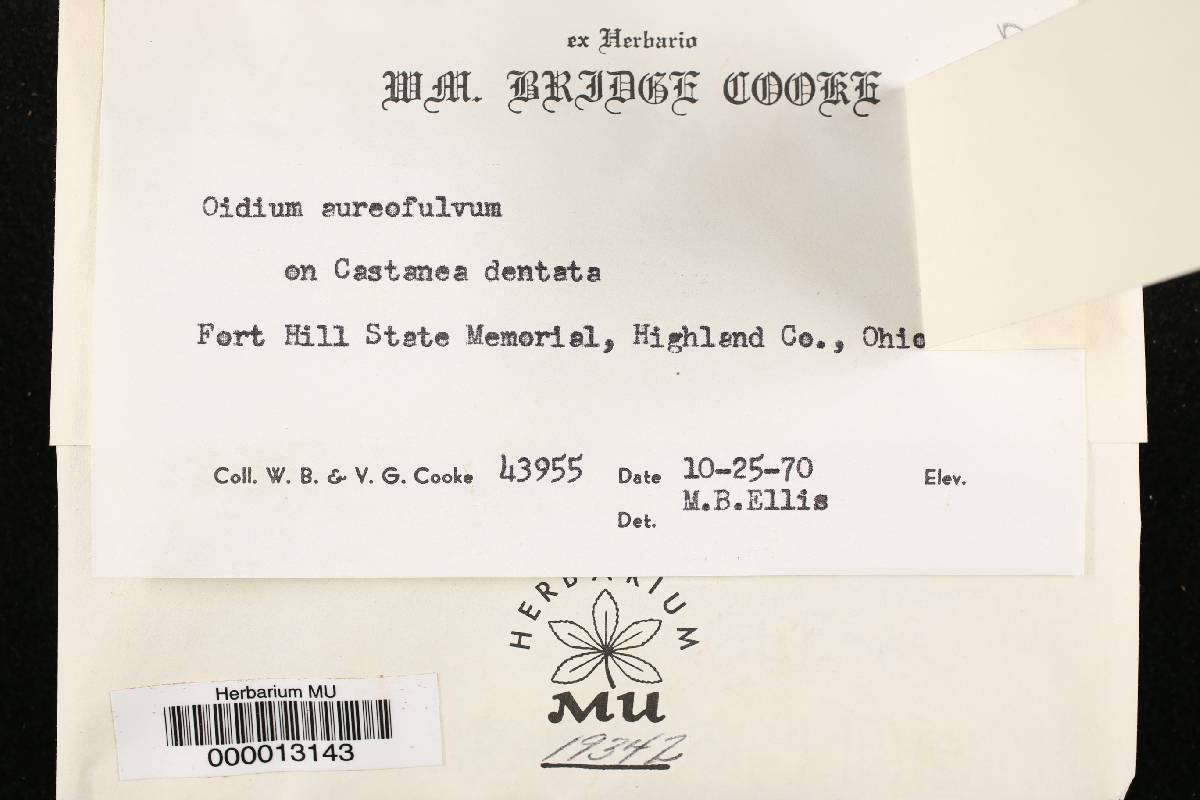 ex Herbario
WM. BRIDGE COOKE
Oidium aureofulvum
on Castanea dentata
Fort Hill State Memorial, Highland Co., Ohio
Coll. W. B. & V. G. Cooke 43955 Date 10-25-70 Elev.
M.B.Ellis
Det.
HERBARIUM
MU
19342
Herbarium MU
000013143